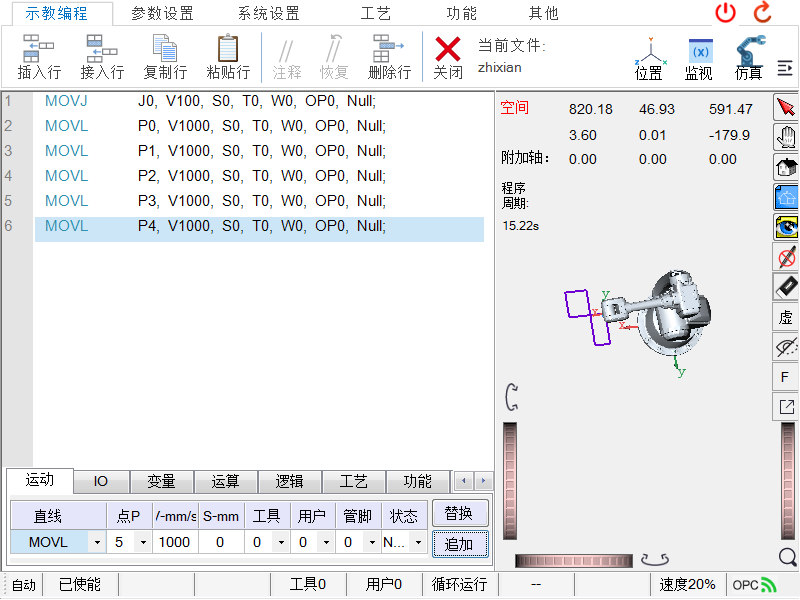 示教编程 参数设置 系统设置 工艺 功能 其他
插入行 接入行 复制行 粘贴行 注释 恢复 删除行 关闭 当前文件: zhixian 位置 监视 仿真
1 MOVJ J0, V100, S0, T0, W0, OP0, Null;
2 MOVL P0, V1000, S0, T0, W0, OP0, Null;
3 MOVL P1, V1000, S0, T0, W0, OP0, Null;
4 MOVL P2, V1000, S0, T0, W0, OP0, Null;
5 MOVL P3, V1000, S0, T0, W0, OP0, Null;
6 MOVL P4, V1000, S0, T0, W0, OP0, Null;
空间 820.18 46.93 591.47
3.60 0.01 -179.9
附加轴: 0.00 0.00 0.00
程序
周期:
15.22s
y
x
x
y
虚
F
运动 IO 变量 运算 逻辑 工艺 功能
直线 点P /-mm/s S-mm 工具 用户 管脚 状态 替换
MOVL 5 1000 0 0 0 0 N... 追加
自动 已使能 工具0 用户0 循环运行 -- 速度20% OPC